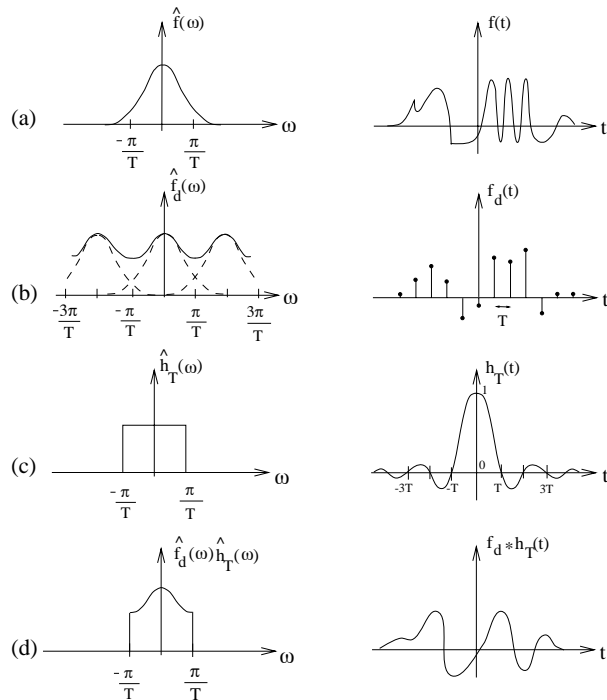 f̂(ω) f(t)
(a) ω t
-π/T π/T
f̂_d(ω) f_d(t)
(b) ω t
-3π/T -π/T π/T 3π/T T
ĥ_T(ω) h_T(t)
1
(c) ω 0 t
-π/T π/T -3T -T T 3T
f̂_d(ω)ĥ_T(ω) f_d∗h_T(t)
(d) ω t
-π/T π/T